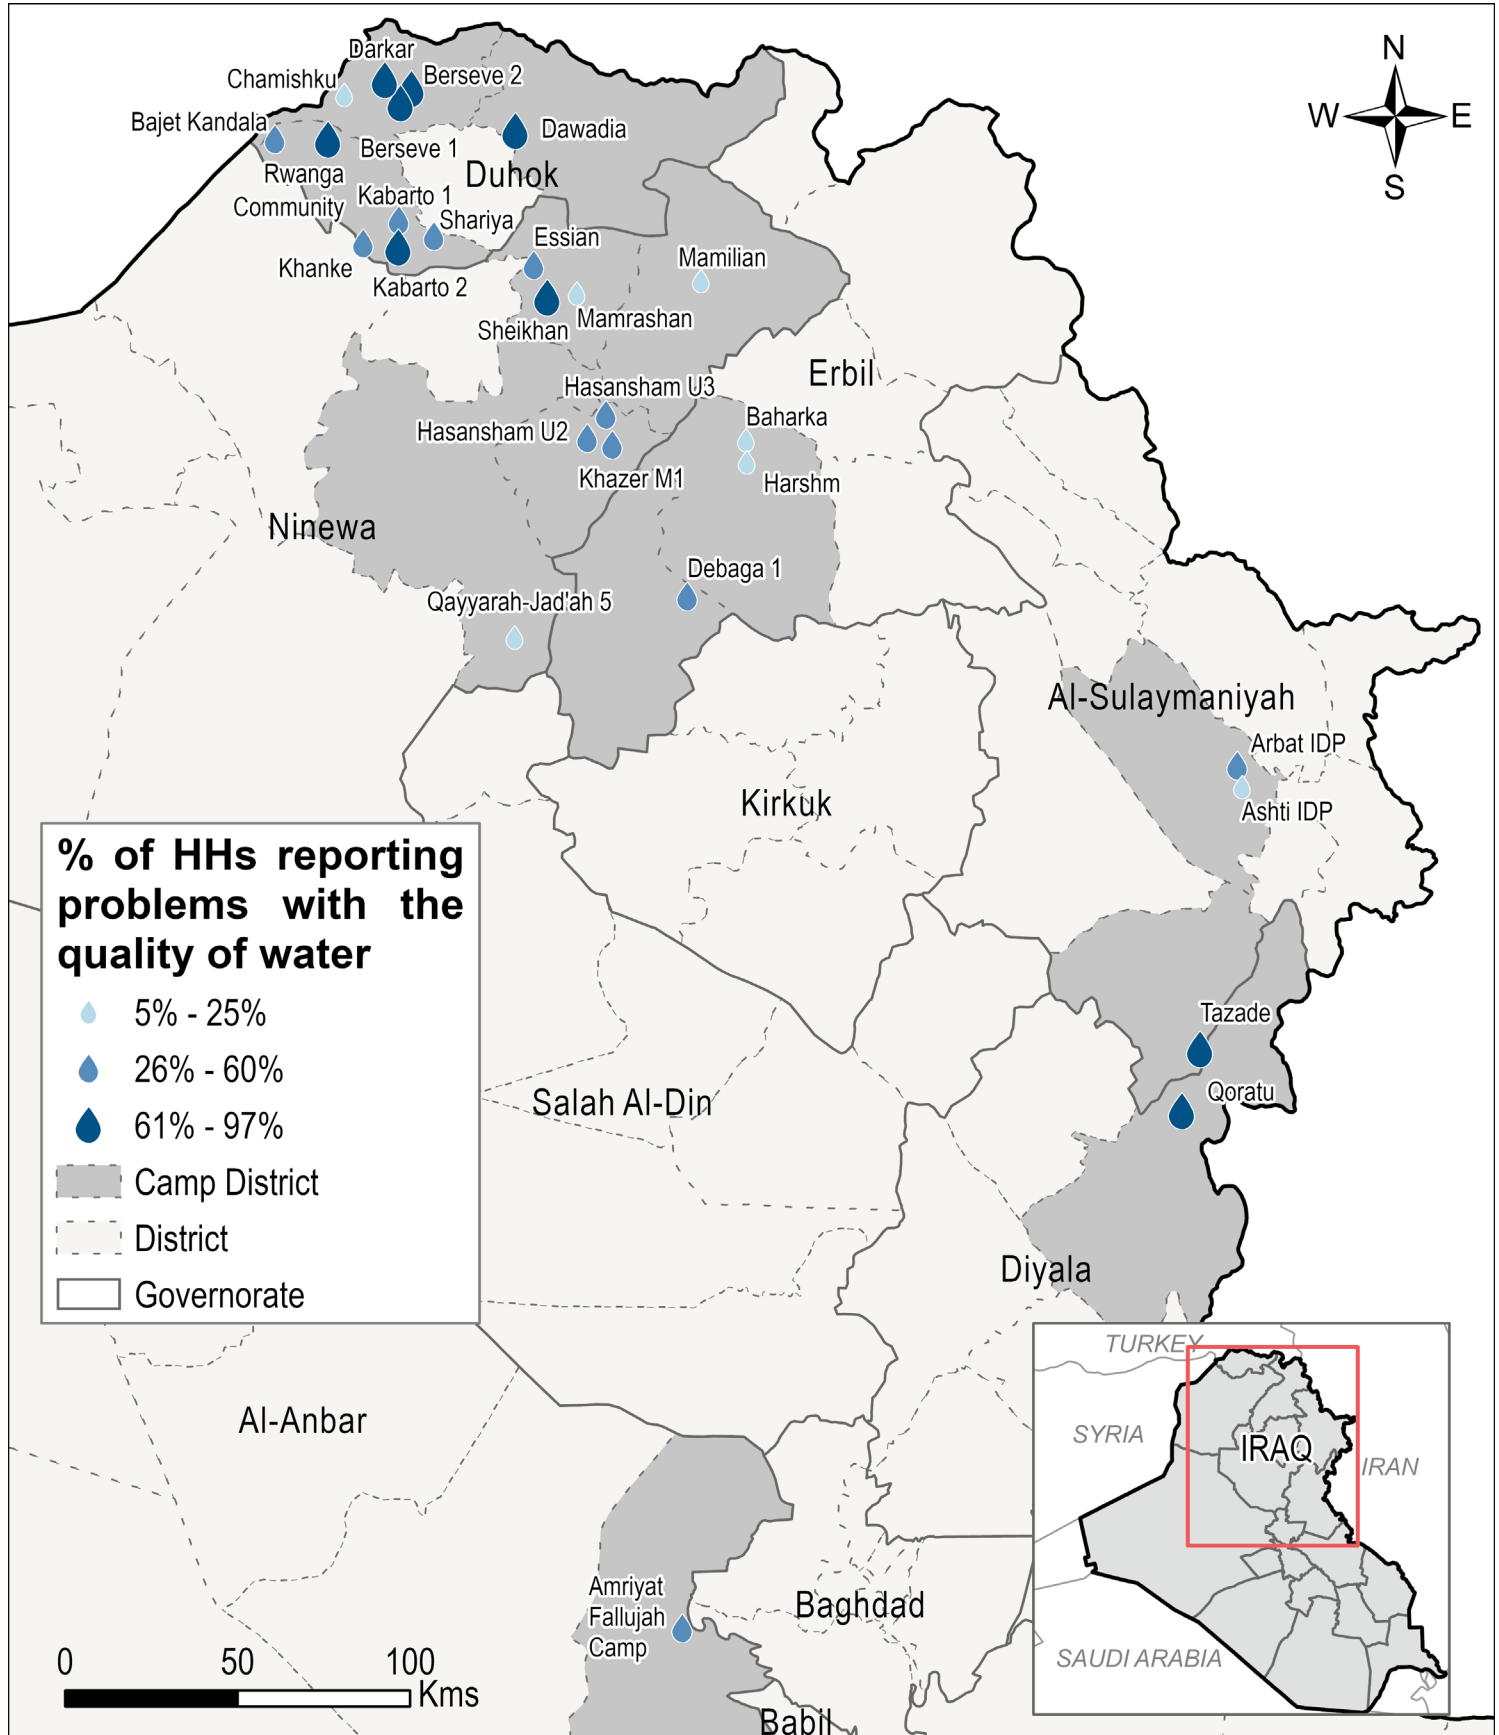 N
W
E
S
Darkar
Chamishku
Berseve 2
Bajet Kandala
Dawadia
Berseve 1
Rwanga
Community
Duhok
Kabarto 1
Shariya
Khanke
Kabarto 2
Essian
Mamilian
Sheikhan
Mamrashan
Erbil
Hasansham U3
Hasansham U2
Baharka
Khazer M1
Harshm
Ninewa
Debaga 1
Qayyarah-Jad'ah 5
Al-Sulaymaniyah
Arbat IDP
Ashti IDP
Kirkuk
% of HHs reporting
problems with the
quality of water
5% - 25%
26% - 60%
61% - 97%
Camp District
District
Governorate
Tazade
Qoratu
Salah Al-Din
Diyala
Al-Anbar
Amriyat
Fallujah
Camp
Baghdad
Babil
0 50 100
Kms
TURKEY
SYRIA
IRAQ
IRAN
SAUDI ARABIA